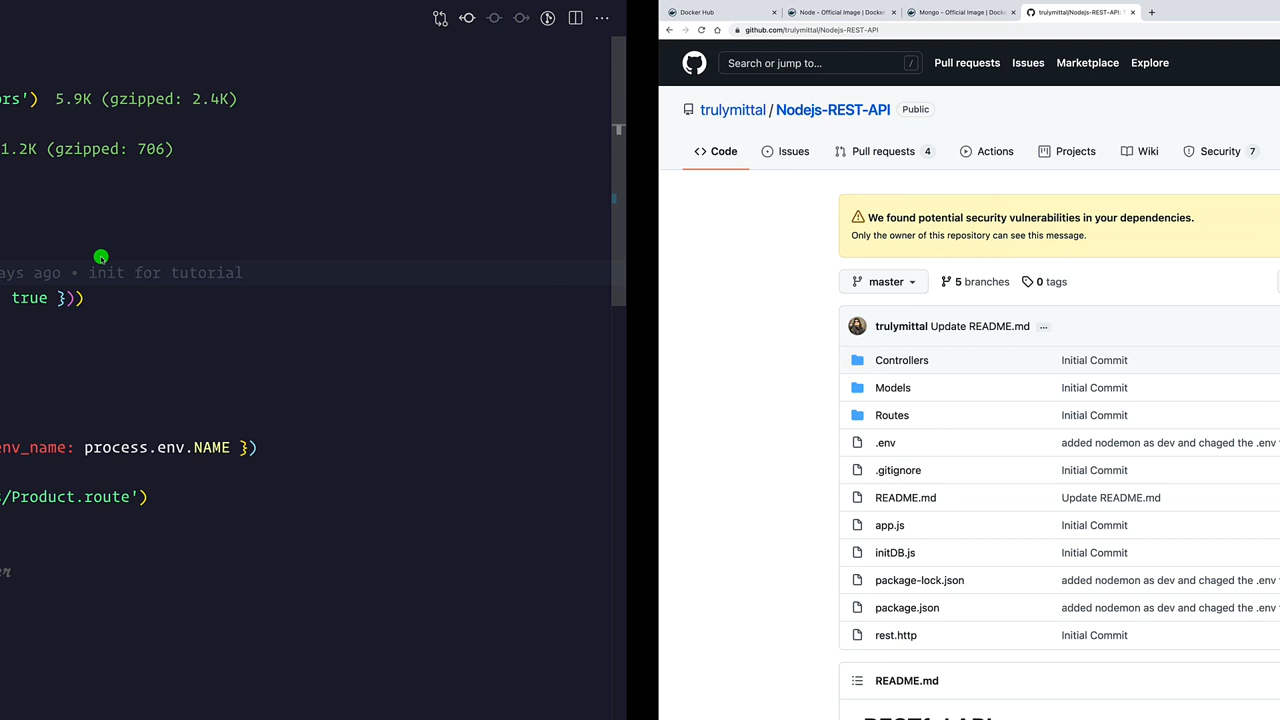 ors') 5.9K (gzipped: 2.4K)
1.2K (gzipped: 706)
ays ago • init for tutorial
true }))
env_name: process.env.NAME })
s/Product.route')
er
Docker Hub
Node - Official Image | Docker
Mongo - Official Image | Docke
trulymittal/Nodejs-REST-API:
github.com/trulymittal/Nodejs-REST-API
Search or jump to... /
Pull requests Issues Marketplace Explore
trulymittal / Nodejs-REST-API Public
<> Code Issues Pull requests 4 Actions Projects Wiki Security 7
We found potential security vulnerabilities in your dependencies.
Only the owner of this repository can see this message.
master 5 branches 0 tags
trulymittal Update README.md ...
Controllers Initial Commit
Models Initial Commit
Routes Initial Commit
.env added nodemon as dev and chaged the .env
.gitignore Initial Commit
README.md Update README.md
app.js Initial Commit
initDB.js Initial Commit
package-lock.json added nodemon as dev and chaged the .env
package.json added nodemon as dev and chaged the .env
rest.http Initial Commit
README.md
RESTful API